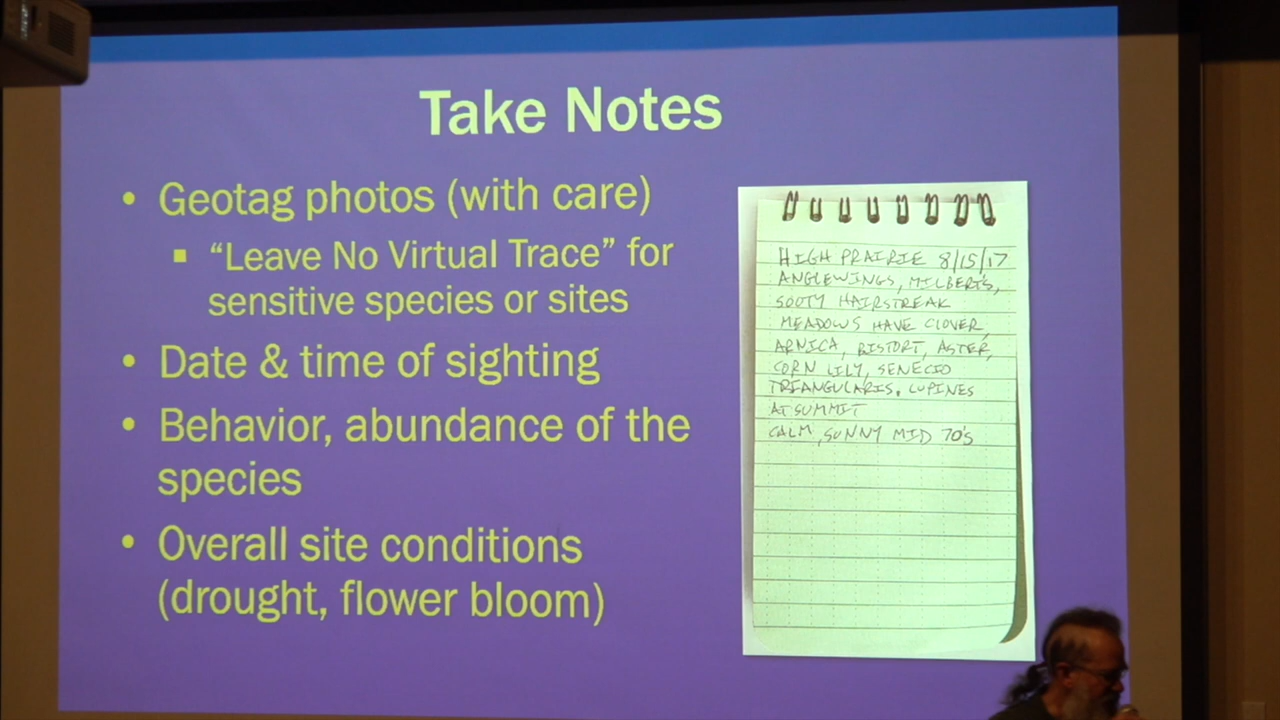 Take Notes
• Geotag photos (with care)
▪ “Leave No Virtual Trace” for
sensitive species or sites
• Date & time of sighting
• Behavior, abundance of the
species
• Overall site conditions
(drought, flower bloom)
HIGH PRAIRIE 8/15/17
ANGLEWINGS, MILBERT'S,
SOOTY HAIRSTREAK
MEADOWS HAVE CLOVER,
ARNICA, BISTORT, ASTER,
CORN LILY, SENECIO
TRIANGULARIS. LUPINES
AT SUMMIT
CALM, SUNNY MID 70'S